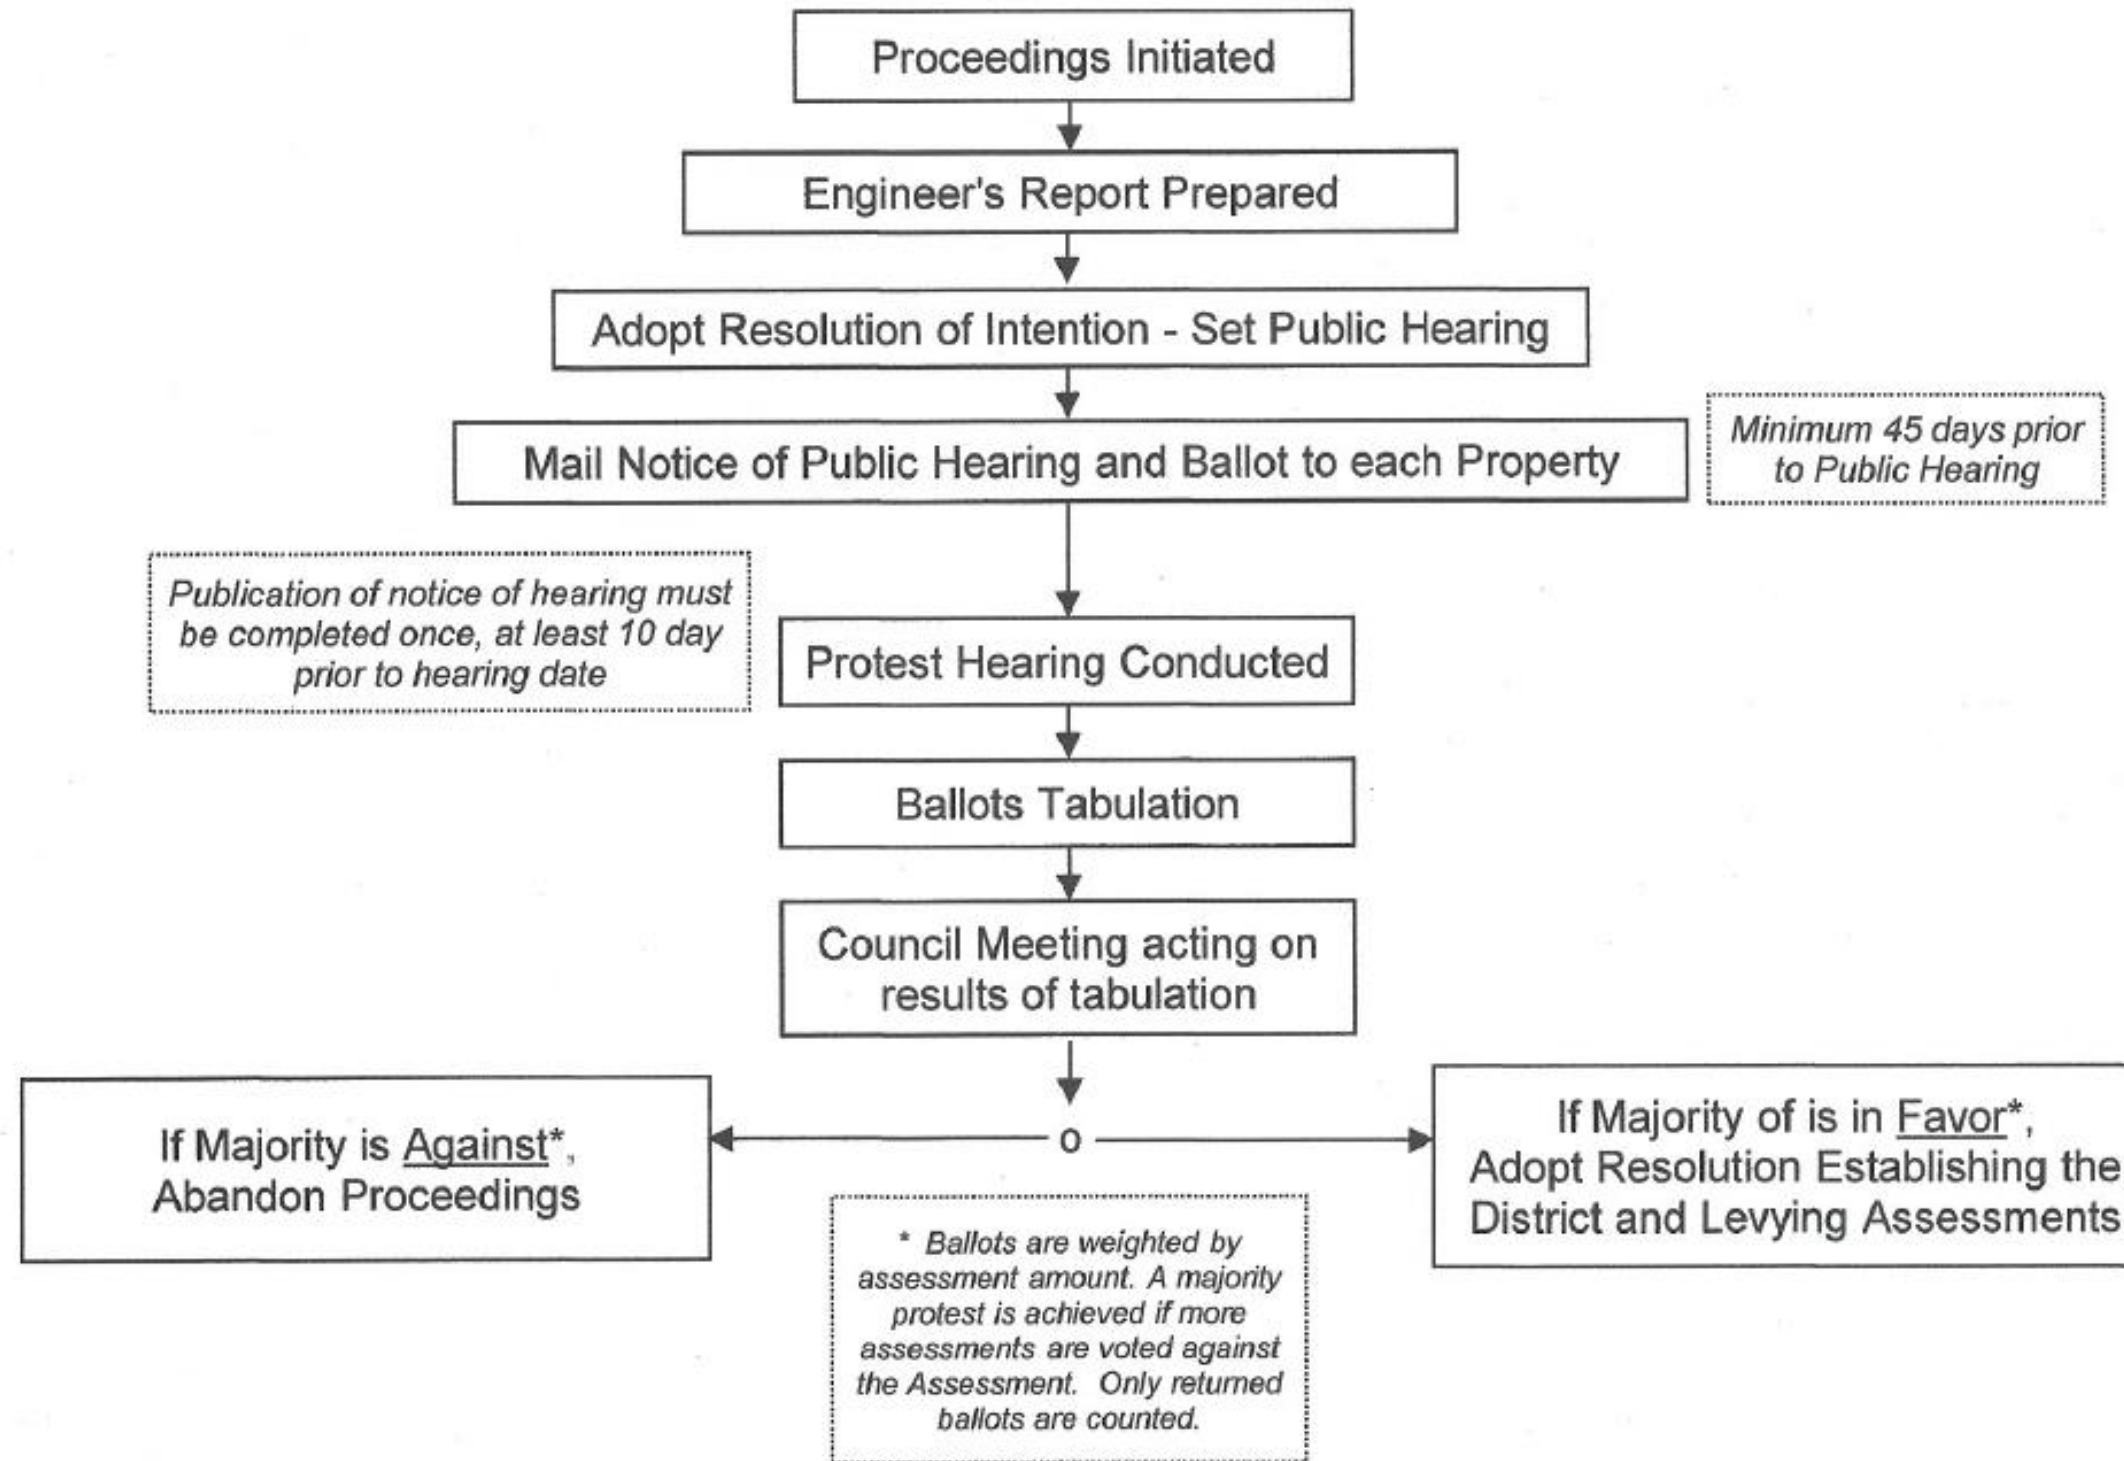 Proceedings Initiated
Engineer's Report Prepared
Adopt Resolution of Intention - Set Public Hearing
Mail Notice of Public Hearing and Ballot to each Property
Minimum 45 days prior
to Public Hearing
Publication of notice of hearing must
be completed once, at least 10 day
prior to hearing date
Protest Hearing Conducted
Ballots Tabulation
Council Meeting acting on
results of tabulation
If Majority is Against*,
Abandon Proceedings
o
If Majority of is in Favor*,
Adopt Resolution Establishing the
District and Levying Assessments
* Ballots are weighted by
assessment amount. A majority
protest is achieved if more
assessments are voted against
the Assessment. Only returned
ballots are counted.